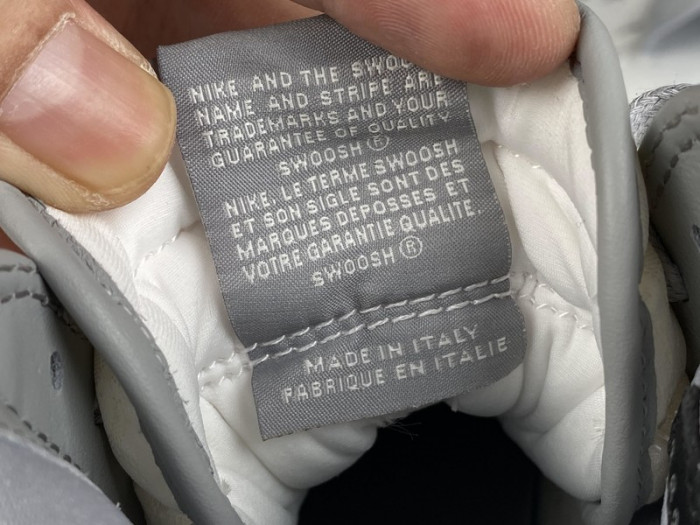 NIKE AND THE SWOO
NAME AND STRIPE ARE
TRADEMARKS AND YOUR
GUARANTEE OF QUALITY
SWOOSH ®
NIKE, LE TERME SWOOSH
ET SON SIGLE SONT DES
MARQUES DEPOSSES ET
VOTRE GARANTIE QUALITE.
SWOOSH ®
MADE IN ITALY
FABRIQUE EN ITALIE